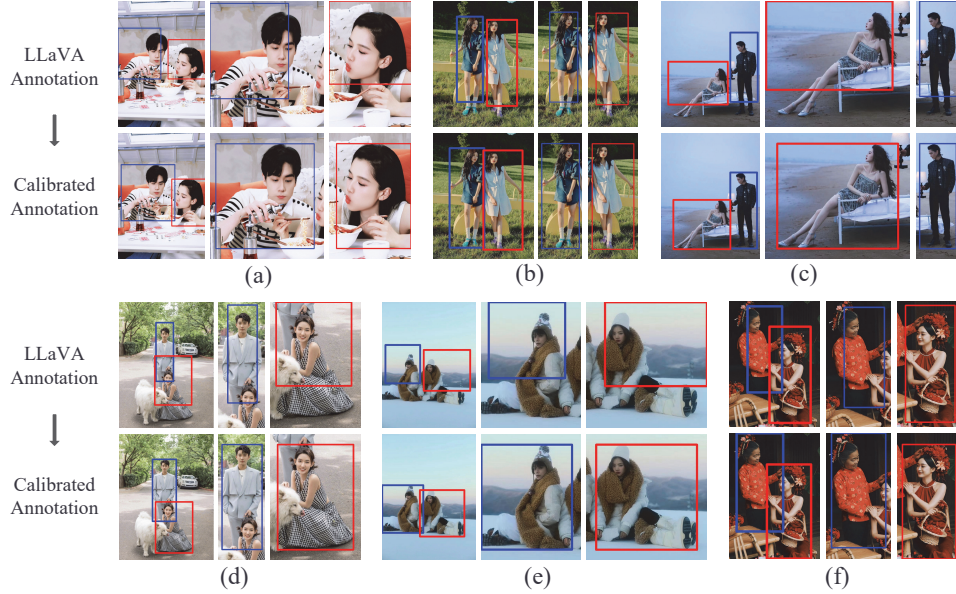 LLaVA
Annotation
Calibrated
Annotation
(a)
(b)
(c)
LLaVA
Annotation
Calibrated
Annotation
(d)
(e)
(f)